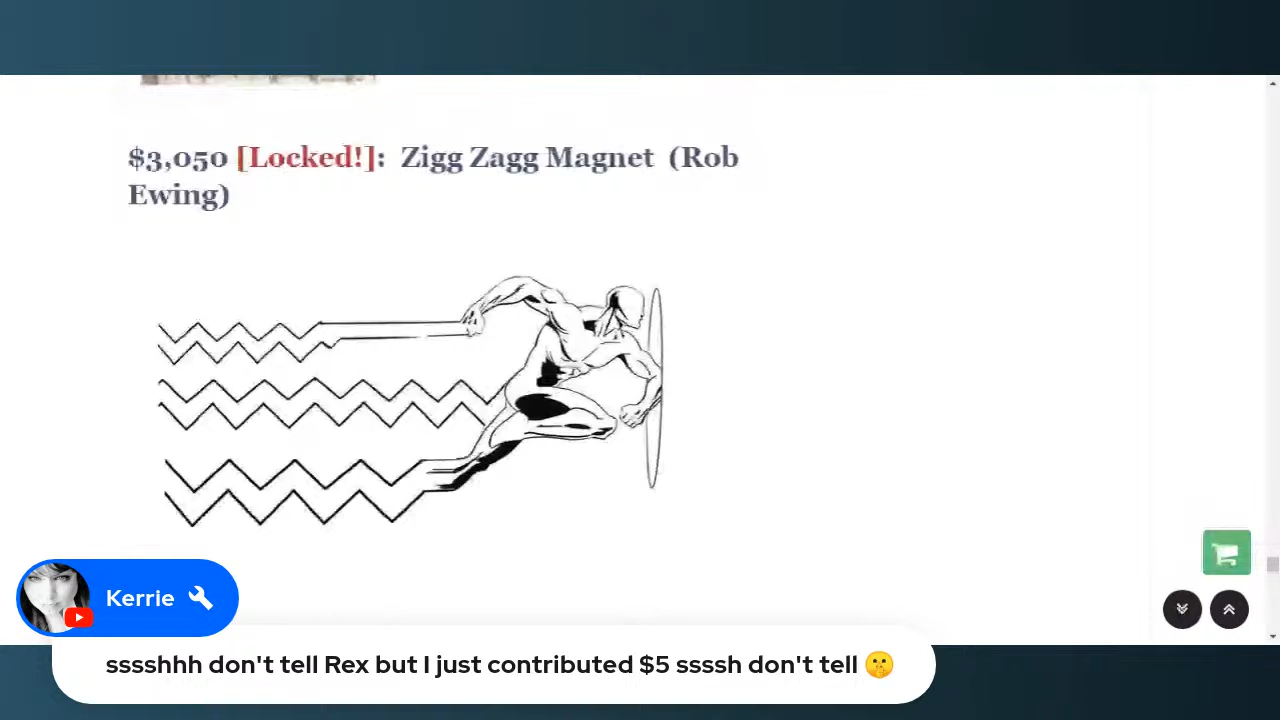 $3,050 [Locked!]: Zigg Zagg Magnet (Rob
Ewing)
Kerrie
sssshhh don't tell Rex but I just contributed $5 ssssh don't tell 🤫